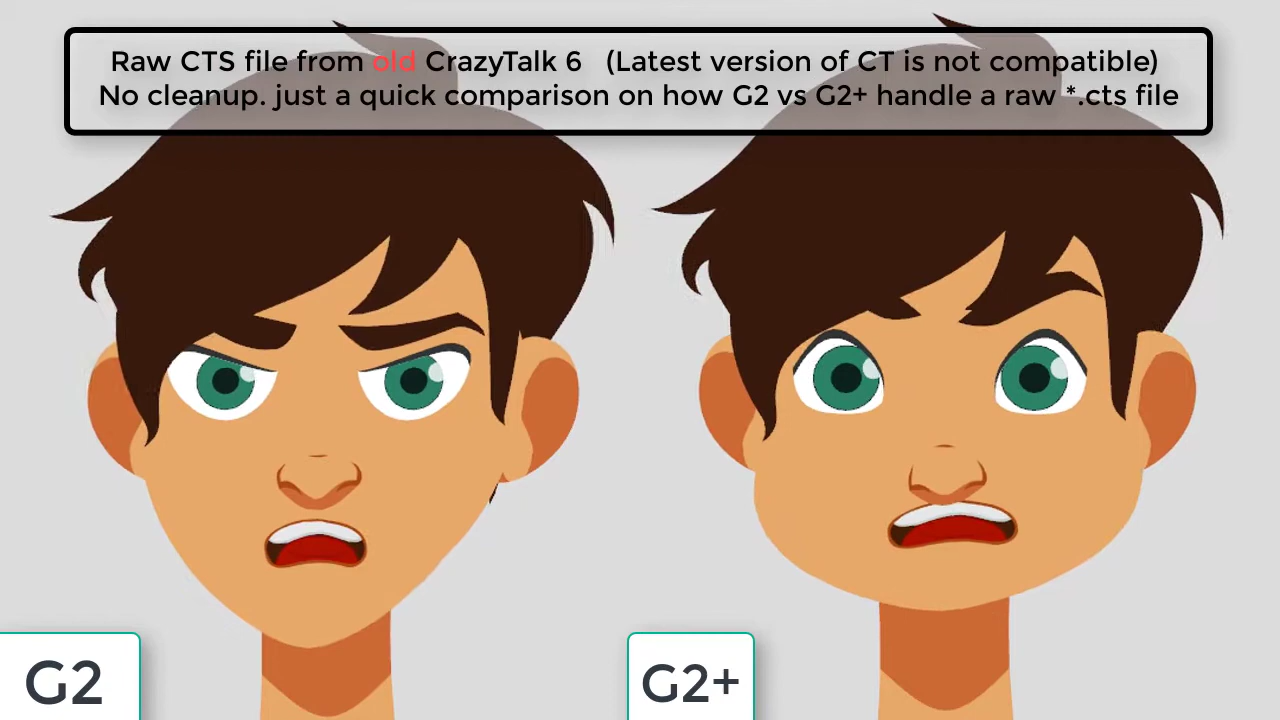 Raw CTS file from old CrazyTalk 6 (Latest version of CT is not compatible)
No cleanup. just a quick comparison on how G2 vs G2+ handle a raw *.cts file
G2
G2+